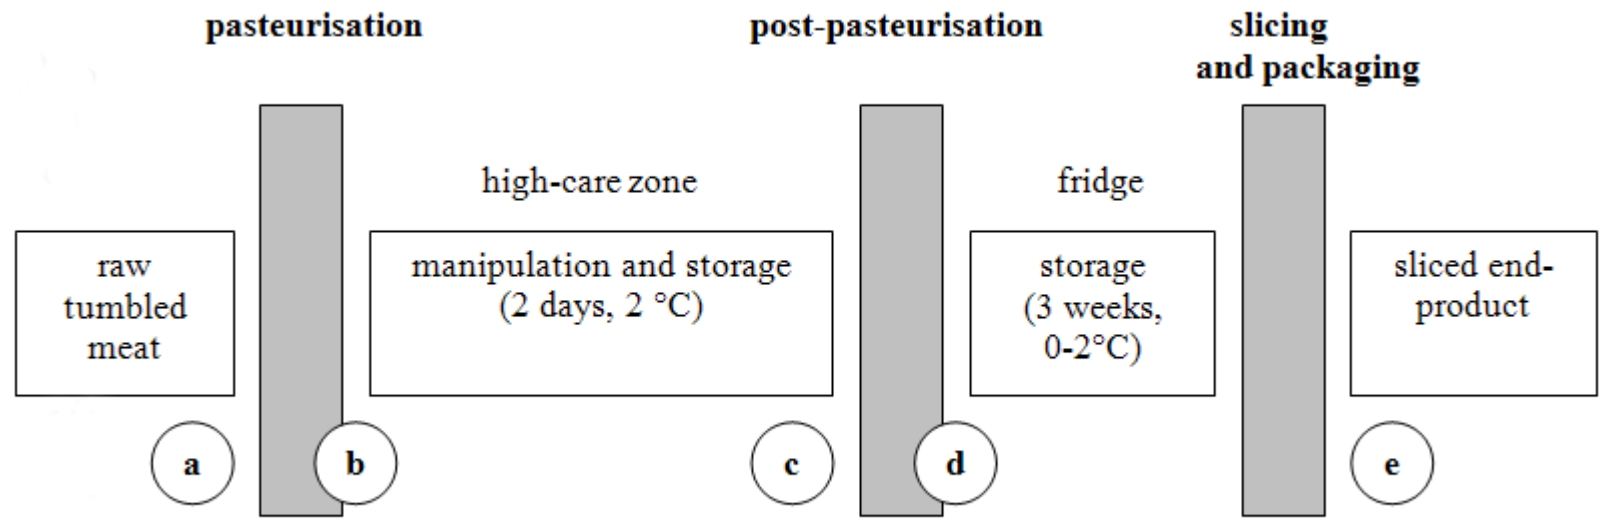 pasteurisation
post-pasteurisation
slicing
and packaging
high-care zone
fridge
raw
tumbled
meat
manipulation and storage
(2 days, 2 °C)
storage
(3 weeks,
0-2°C)
sliced end-
product
a
b
c
d
e